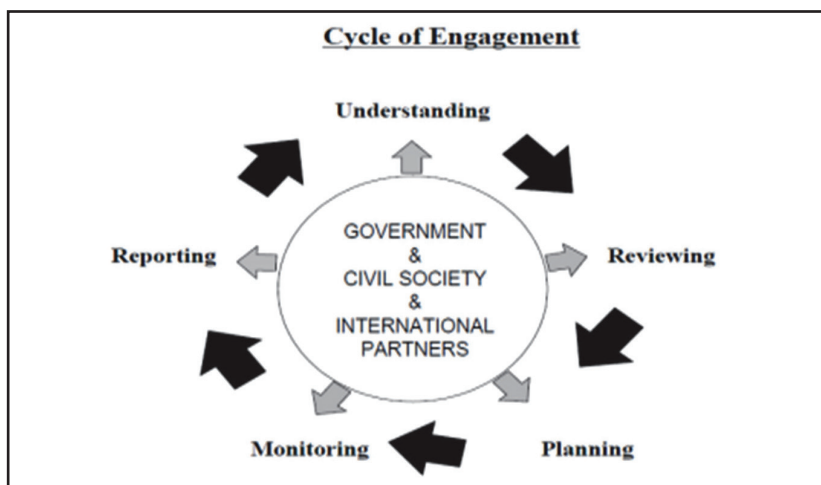 Cycle of Engagement
Understanding
GOVERNMENT
&
CIVIL SOCIETY
&
INTERNATIONAL
PARTNERS
Reporting
Reviewing
Monitoring
Planning